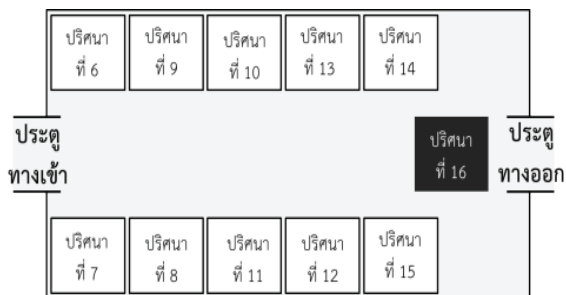 ปริศนา
ที่ 6
ปริศนา
ที่ 9
ปริศนา
ที่ 10
ปริศนา
ที่ 13
ปริศนา
ที่ 14
ประตู
ทางเข้า
ปริศนา
ที่ 16
ประตู
ทางออก
ปริศนา
ที่ 7
ปริศนา
ที่ 8
ปริศนา
ที่ 11
ปริศนา
ที่ 12
ปริศนา
ที่ 15